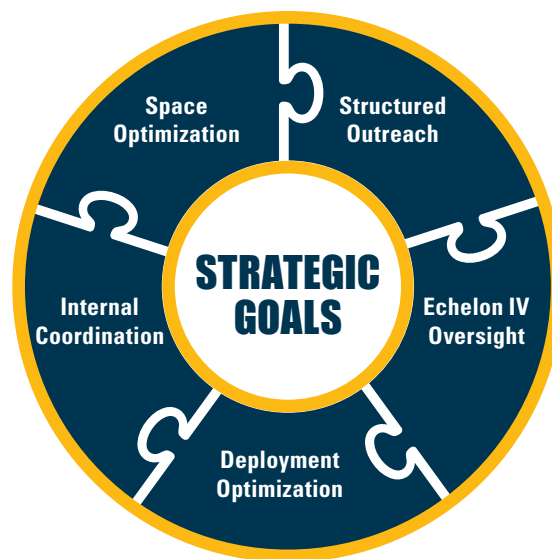 Space
Optimization
Structured
Outreach
STRATEGIC
GOALS
Internal
Coordination
Echelon IV
Oversight
Deployment
Optimization